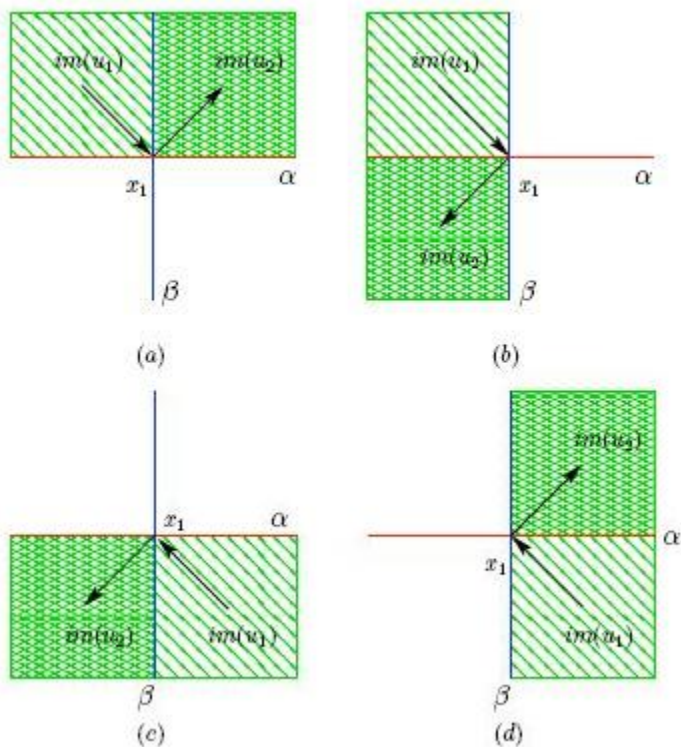 im(u₁) im(u₂)
x₁ α
β
(a)
im(u₁)
x₁ α
im(u₂)
β
(b)
x₁ α
im(u₂) im(u₁)
β
(c)
im(u₂)
x₁ α
im(u₁)
β
(d)